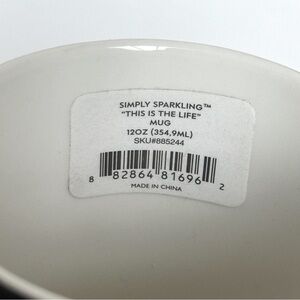 SIMPLY SPARKLING™
"THIS IS THE LIFE"
MUG
12OZ (354,9ML)
SKU#885244
8 82864 81696 2
MADE IN CHINA